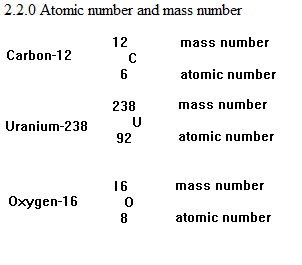 2.2.0 Atomic number and mass number
12 mass number
Carbon-12 C
6 atomic number
238 mass number
Uranium-238 U
92 atomic number
16 mass number
Oxygen-16 O
8 atomic number